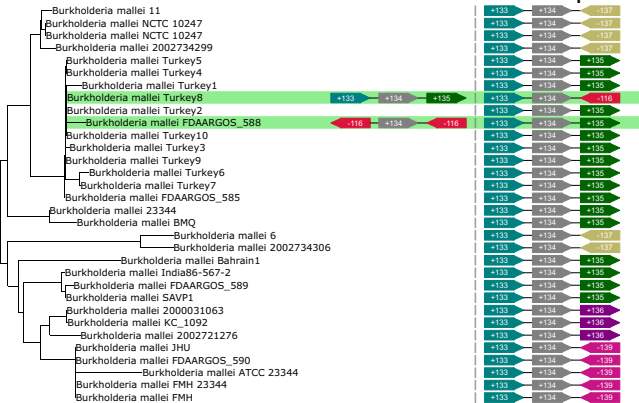 Burkholderia mallei 11 +133 +134 -137
Burkholderia mallei NCTC 10247 +133 +134 -137
Burkholderia mallei NCTC 10247 +133 +134 -137
Burkholderia mallei 2002734299 +133 +134 -137
Burkholderia mallei Turkey5 +133 +134 +135
Burkholderia mallei Turkey4 +133 +134 +135
Burkholderia mallei Turkey1 +133 +134 +135
Burkholderia mallei Turkey8 +133 +134 +135 +133 +134 -116
Burkholderia mallei Turkey2 +133 +134 +135
Burkholderia mallei FDAARGOS_588 -116 +134 -116 +133 +134 +135
Burkholderia mallei Turkey10 +133 +134 +135
Burkholderia mallei Turkey3 +133 +134 +135
Burkholderia mallei Turkey9 +133 +134 +135
Burkholderia mallei Turkey6 +133 +134 +135
Burkholderia mallei Turkey7 +133 +134 +135
Burkholderia mallei FDAARGOS_585 +133 +134 +135
Burkholderia mallei 23344 +133 +134 +135
Burkholderia mallei BMQ +133 +134 +135
Burkholderia mallei 6 +133 +134 -137
Burkholderia mallei 2002734306 +133 +134 -137
Burkholderia mallei Bahrain1 +133 +134 +135
Burkholderia mallei India86-567-2 +133 +134 +135
Burkholderia mallei FDAARGOS_589 +133 +134 +135
Burkholderia mallei SAVP1 +133 +134 +135
Burkholderia mallei 2000031063 +133 +134 +136
Burkholderia mallei KC_1092 +133 +134 +136
Burkholderia mallei 2002721276 +133 +134 +136
Burkholderia mallei JHU +133 +134 -139
Burkholderia mallei FDAARGOS_590 +133 +134 -139
Burkholderia mallei ATCC 23344 +133 +134 -139
Burkholderia mallei FMH 23344 +133 +134 -139
Burkholderia mallei FMH +133 +134 -139